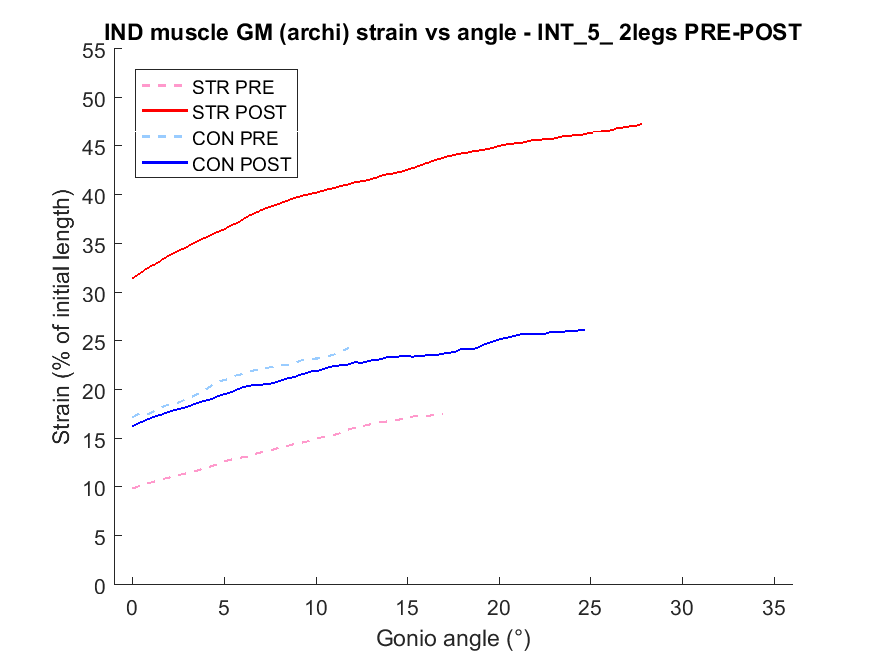 IND muscle GM (archi) strain vs angle - INT_5_ 2legs PRE-POST
55
50
45
40
35
30
25
20
15
10
5
0
Strain (% of initial length)
STR PRE
STR POST
CON PRE
CON POST
0 5 10 15 20 25 30 35
Gonio angle (°)